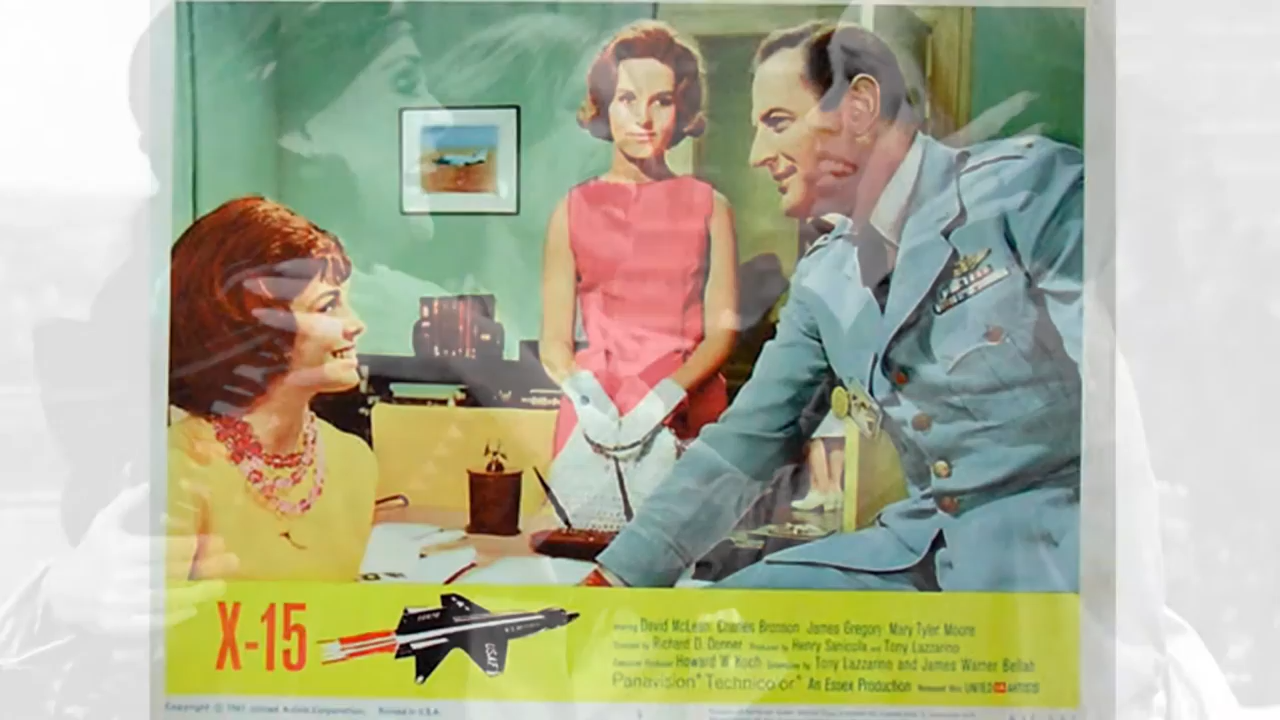 X-15
USAF
starring David McLean Charles Bronson James Gregory Mary Tyler Moore
Directed by Richard D. Donner Produced by Henry Sanicola and Tony Lazzarino
Executive Producer Howard W. Koch Screenplay by Tony Lazzarino and James Warner Bellah
Panavision® Technicolor® An Essex Production Released thru UNITED UA ARTISTS
Copyright © 1961 United Artists Corporation. Printed in U.S.A.